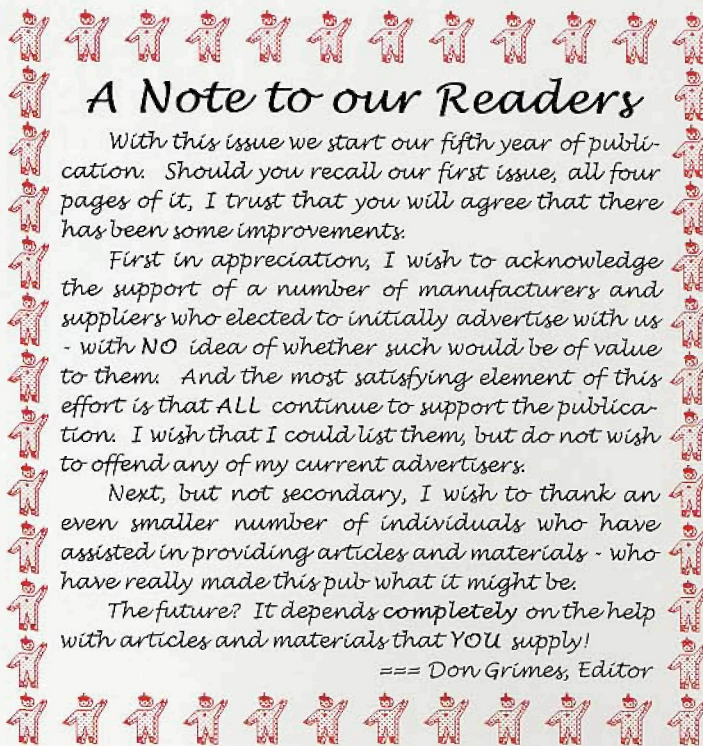 A Note to our Readers
With this issue we start our fifth year of publi-
cation. Should you recall our first issue, all four
pages of it, I trust that you will agree that there
has been some improvements.
First in appreciation, I wish to acknowledge
the support of a number of manufacturers and
suppliers who elected to initially advertise with us
- with NO idea of whether such would be of value
to them. And the most satisfying element of this
effort is that ALL continue to support the publica-
tion. I wish that I could list them, but do not wish
to offend any of my current advertisers.
Next, but not secondary, I wish to thank an
even smaller number of individuals who have
assisted in providing articles and materials - who
have really made this pub what it might be.
The future? It depends completely on the help
with articles and materials that YOU supply!
=== Don Grimes, Editor